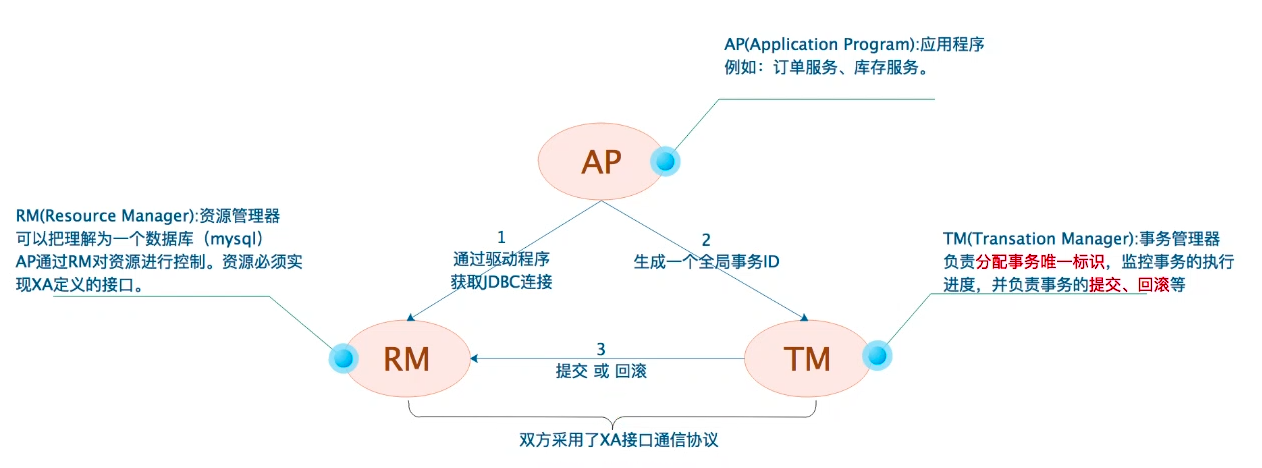 AP(Application Program):应用程序
例如：订单服务、库存服务。
AP
RM(Resource Manager):资源管理器
可以把理解为一个数据库（mysql）
AP通过RM对资源进行控制。资源必须实
现XA定义的接口。
1
通过驱动程序
获取JDBC连接
2
生成一个全局事务ID
TM(Transation Manager):事务管理器
负责分配事务唯一标识，监控事务的执行
进度，并负责事务的提交、回滚等
RM
3
提交 或 回滚
TM
双方采用了XA接口通信协议